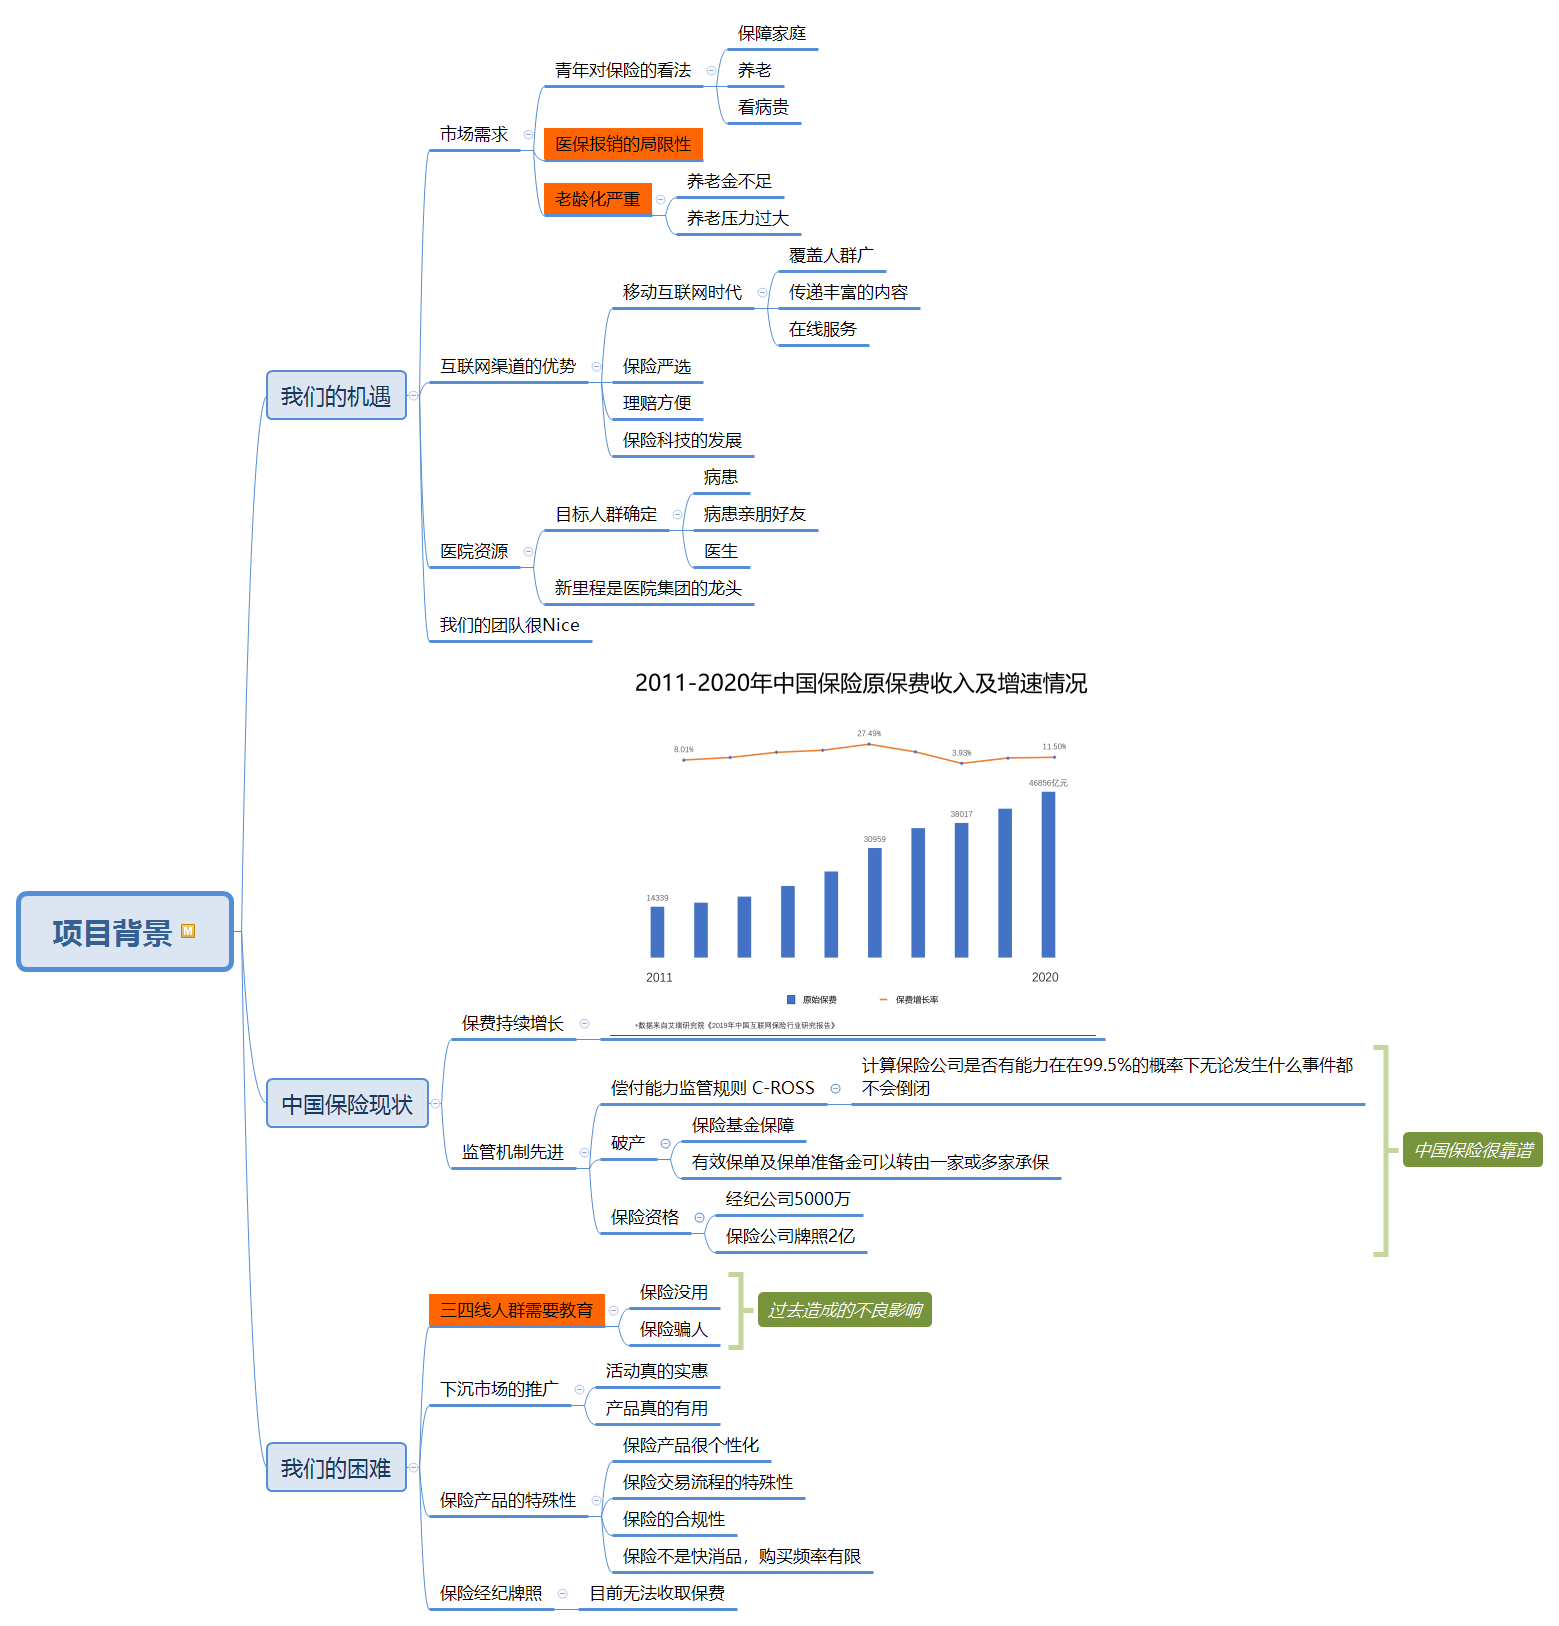 项目背景
M
我们的机遇
市场需求
青年对保险的看法
保障家庭
养老
看病贵
医保报销的局限性
老龄化严重
养老金不足
养老压力过大
互联网渠道的优势
移动互联网时代
覆盖人群广
传递丰富的内容
在线服务
保险严选
理赔方便
保险科技的发展
医院资源
目标人群确定
病患
病患亲朋好友
医生
新里程是医院集团的龙头
我们的团队很Nice
中国保险现状
保费持续增长
2011-2020年中国保险原保费收入及增速情况
8.01%
27.49%
3.93%
11.50%
14339
30959
38017
46856亿元
2011
2020
原始保费
保费增长率
*数据来自艾瑞研究院《2019年中国互联网保险行业研究报告》
监管机制先进
偿付能力监管规则 C-ROSS
计算保险公司是否有能力在在99.5%的概率下无论发生什么事件都
不会倒闭
破产
保险基金保障
有效保单及保单准备金可以转由一家或多家承保
保险资格
经纪公司5000万
保险公司牌照2亿
中国保险很靠谱
我们的困难
三四线人群需要教育
保险没用
保险骗人
过去造成的不良影响
下沉市场的推广
活动真的实惠
产品真的有用
保险产品的特殊性
保险产品很个性化
保险交易流程的特殊性
保险的合规性
保险不是快消品，购买频率有限
保险经纪牌照
目前无法收取保费